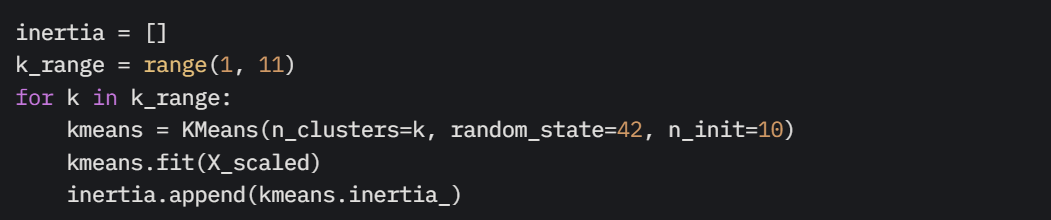 inertia = []
k_range = range(1, 11)
for k in k_range:
    kmeans = KMeans(n_clusters=k, random_state=42, n_init=10)
    kmeans.fit(X_scaled)
    inertia.append(kmeans.inertia_)